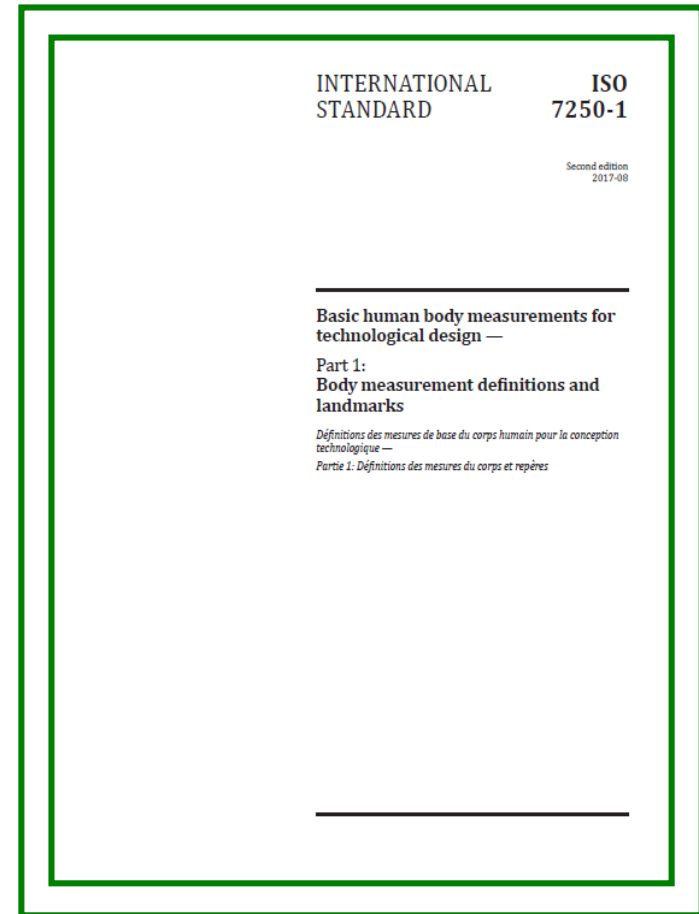 INTERNATIONAL
STANDARD
ISO
7250-1
Second edition
2017-08
Basic human body measurements for
technological design —
Part 1:
Body measurement definitions and
landmarks
Définitions des mesures de base du corps humain pour la conception
technologique —
Partie 1: Définitions des mesures du corps et repères